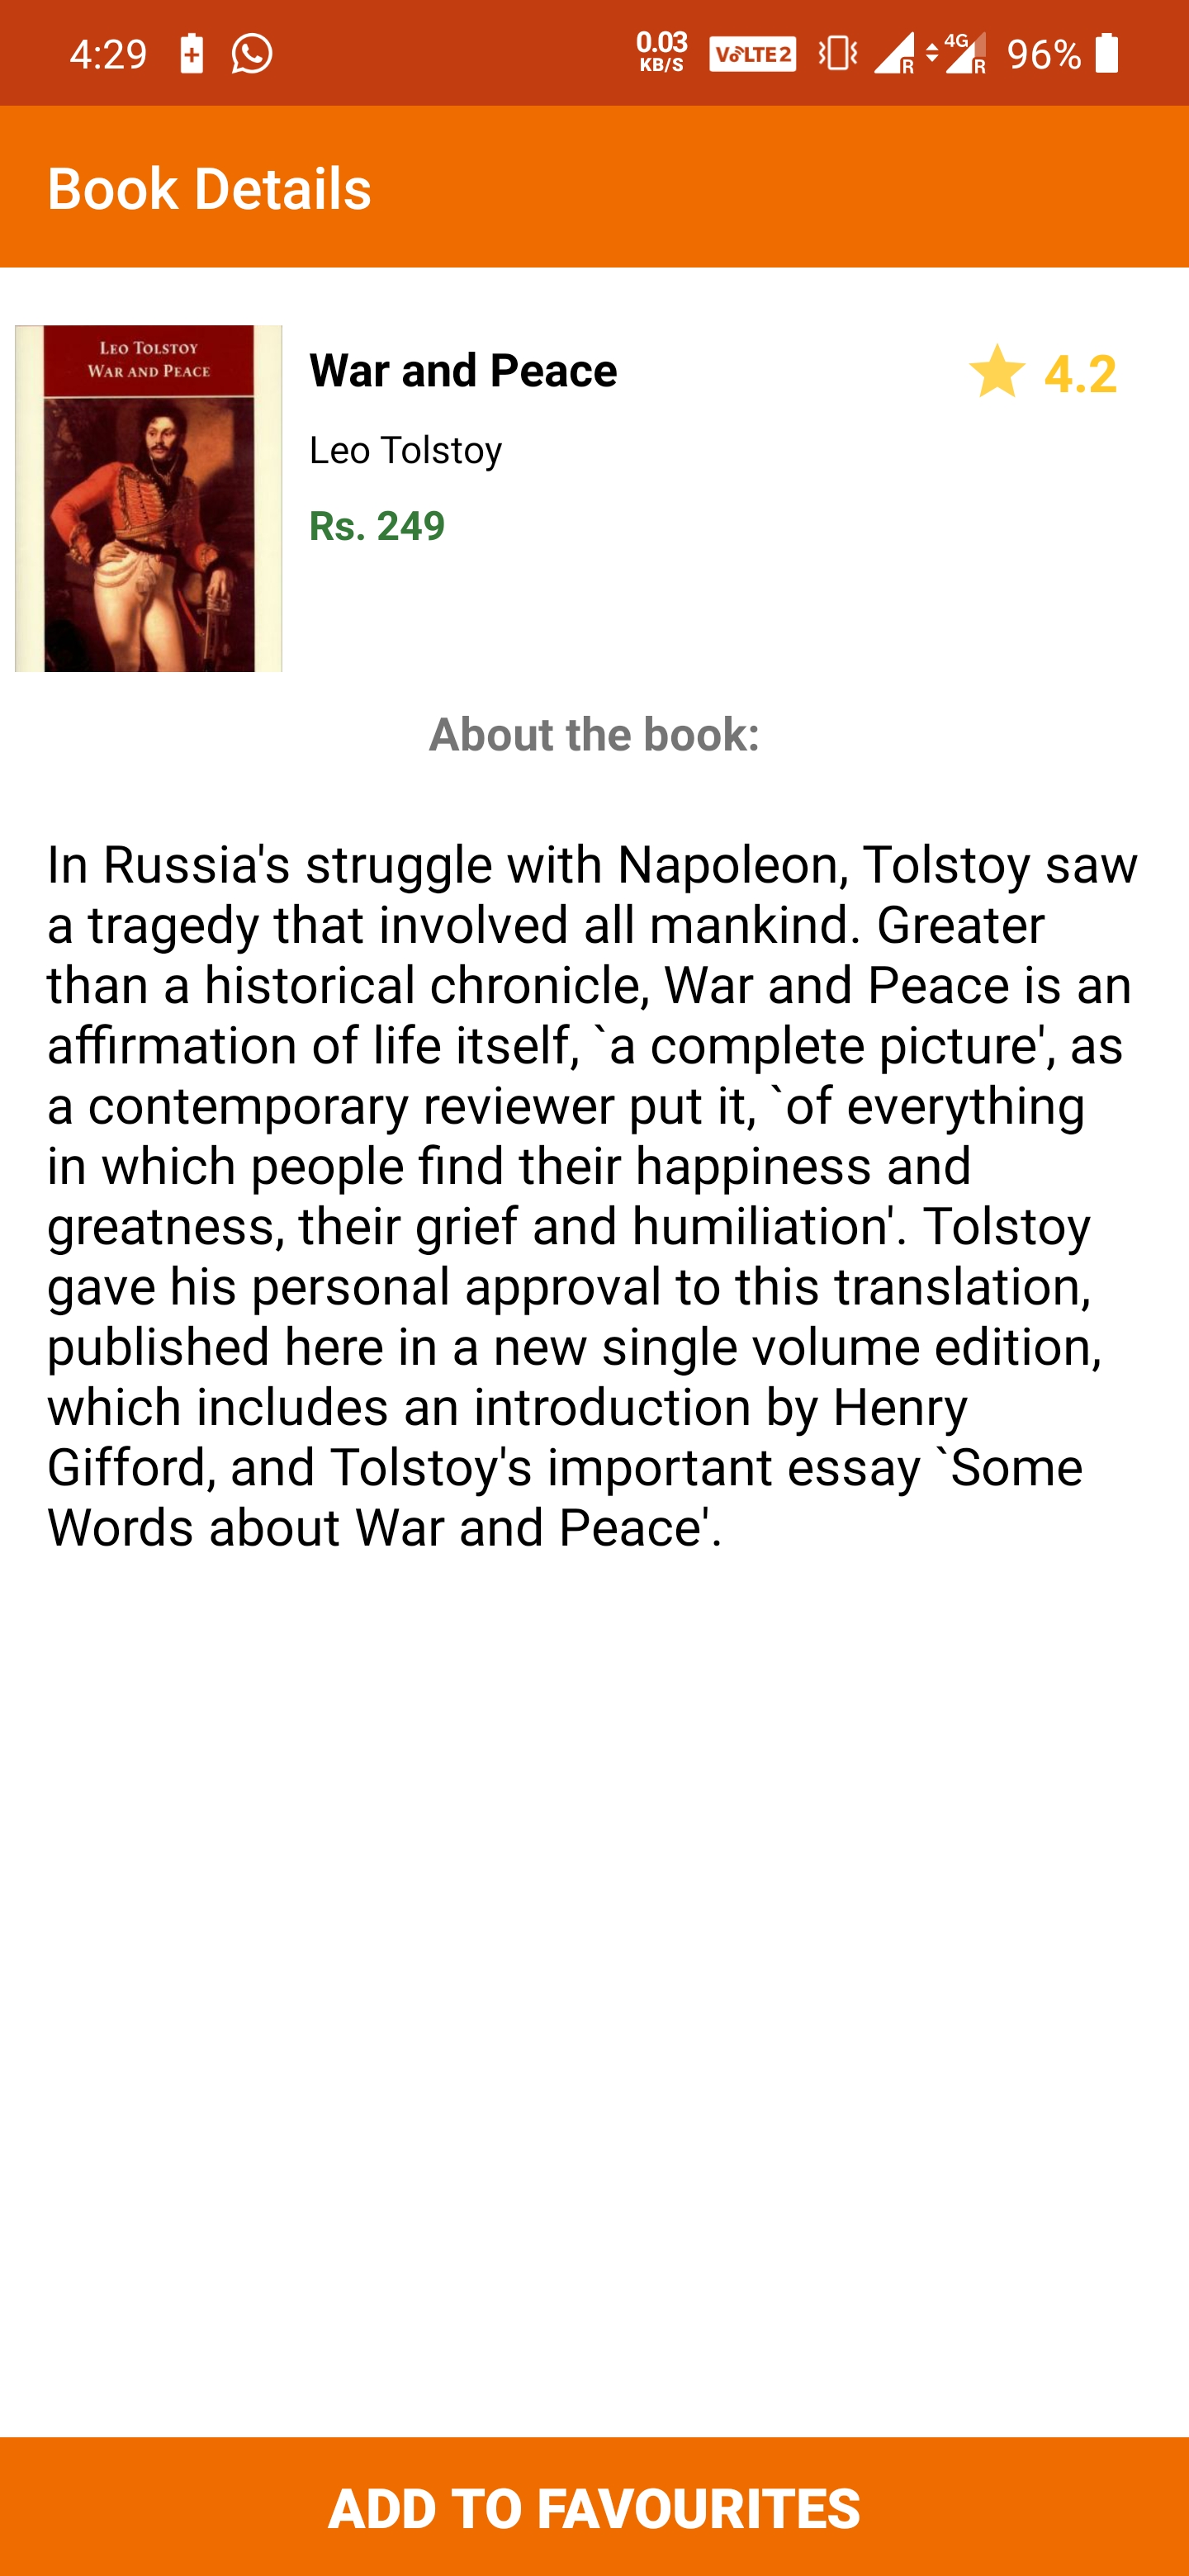 4:29
0.03
KB/S
VoLTE2
4G
R
R
96%
Book Details
LEO TOLSTOY
WAR AND PEACE
War and Peace
4.2
Leo Tolstoy
Rs. 249
About the book:
In Russia's struggle with Napoleon, Tolstoy saw
a tragedy that involved all mankind. Greater
than a historical chronicle, War and Peace is an
affirmation of life itself, `a complete picture', as
a contemporary reviewer put it, `of everything
in which people find their happiness and
greatness, their grief and humiliation'. Tolstoy
gave his personal approval to this translation,
published here in a new single volume edition,
which includes an introduction by Henry
Gifford, and Tolstoy's important essay `Some
Words about War and Peace'.
ADD TO FAVOURITES